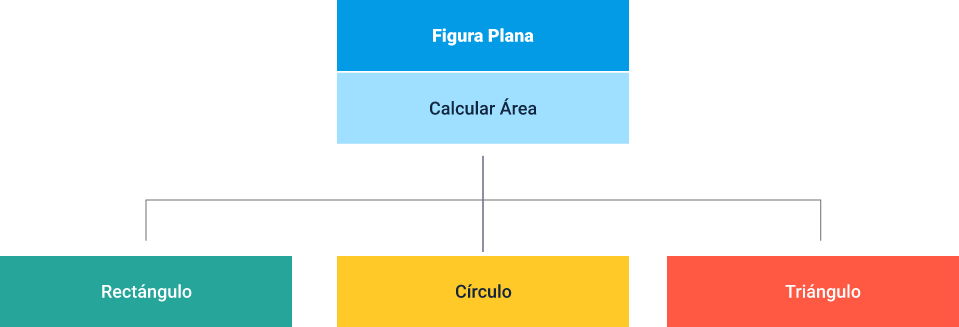 Figura Plana
Calcular Área
Rectángulo
Círculo
Triángulo